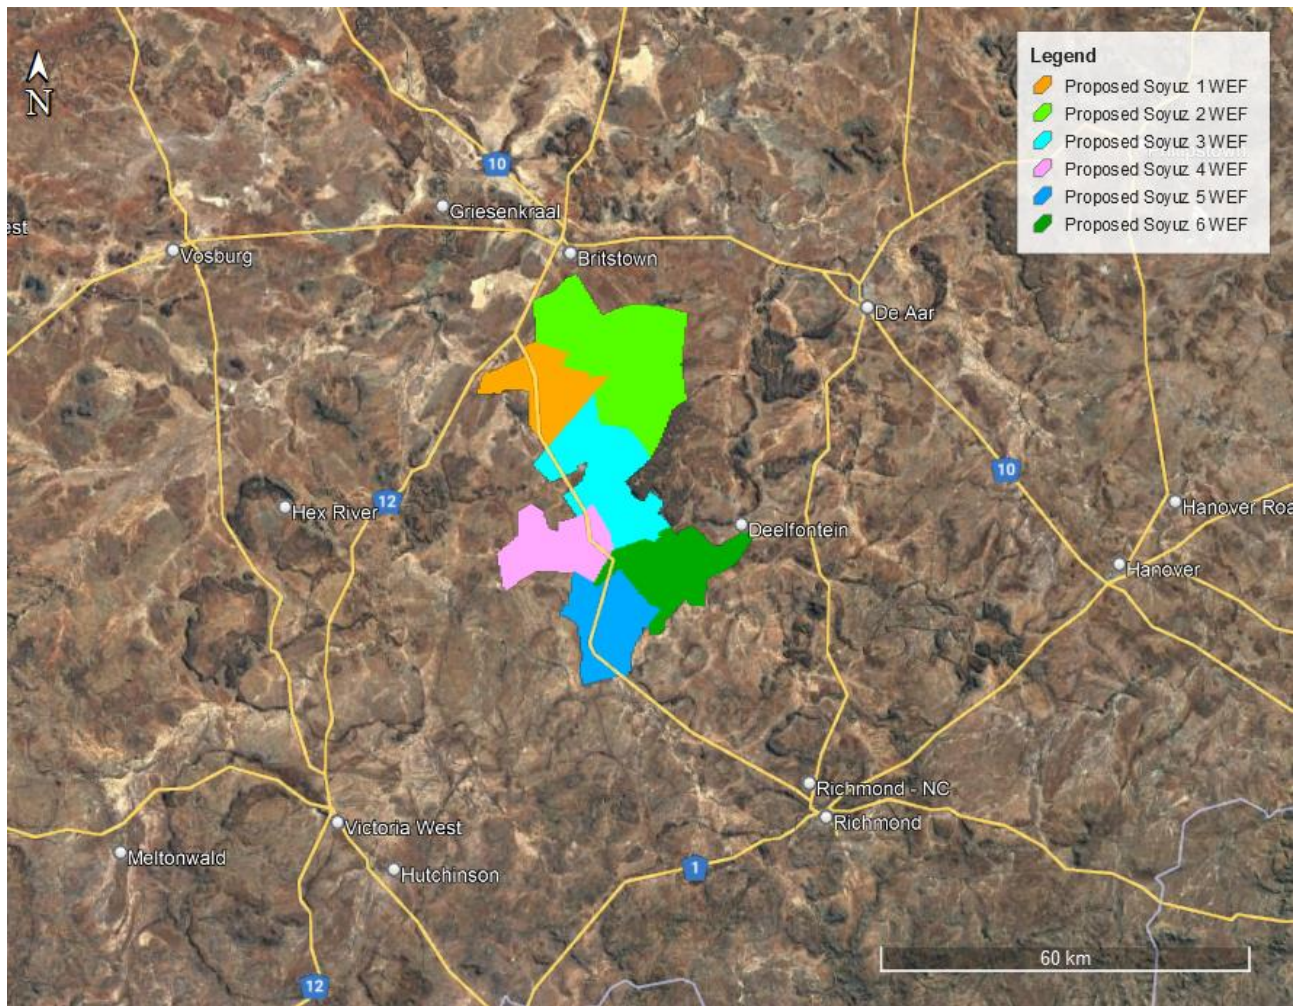 Legend
Proposed Soyuz 1 WEF
Proposed Soyuz 2 WEF
Proposed Soyuz 3 WEF
Proposed Soyuz 4 WEF
Proposed Soyuz 5 WEF
Proposed Soyuz 6 WEF
N
10
Griesenkraal
est
Vosburg
Britstown
De Aar
10
12
Hex River
Hanover Roa
Deelfontein
Hanover
Richmond - NC
Richmond
Victoria West
Meltonwald
Hutchinson
1
60 km
12